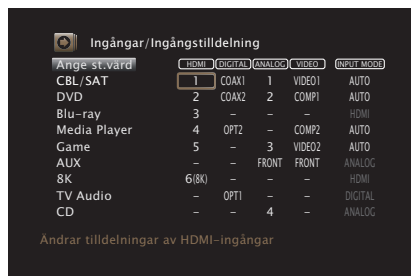 Ingångar/Ingångstilldelning
Ange st.värd HDMI DIGITAL ANALOG VIDEO INPUT MODE
CBL/SAT 1 COAX1 1 VIDEO1 AUTO
DVD 2 COAX2 2 COMP1 AUTO
Blu-ray 3 – – – HDMI
Media Player 4 OPT2 – COMP2 AUTO
Game 5 – 3 VIDEO2 AUTO
AUX – – FRONT FRONT ANALOG
8K 6(8K) – – – HDMI
TV Audio – OPT1 – – DIGITAL
CD – – 4 – ANALOG
Ändrar tilldelningar av HDMI-ingångar